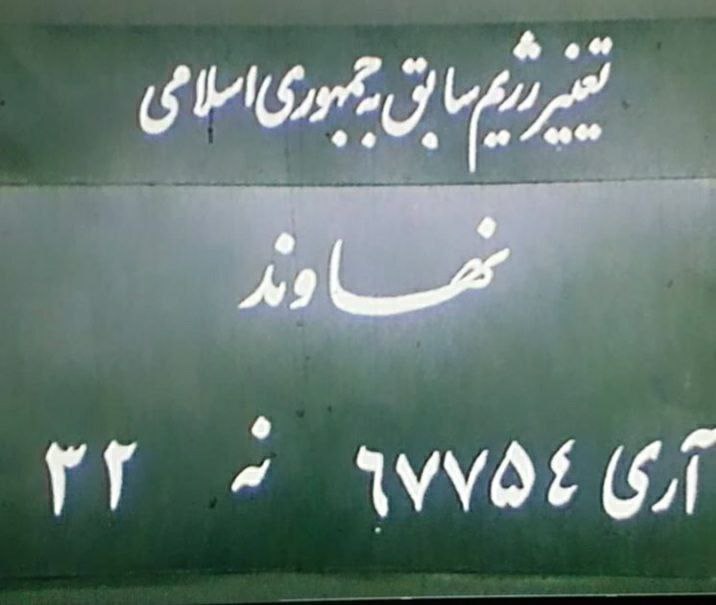 تغییر رژیم سابق به جمهوری اسلامی
نهاوند
آری ٦٧٧٥٤ نه ٣٢